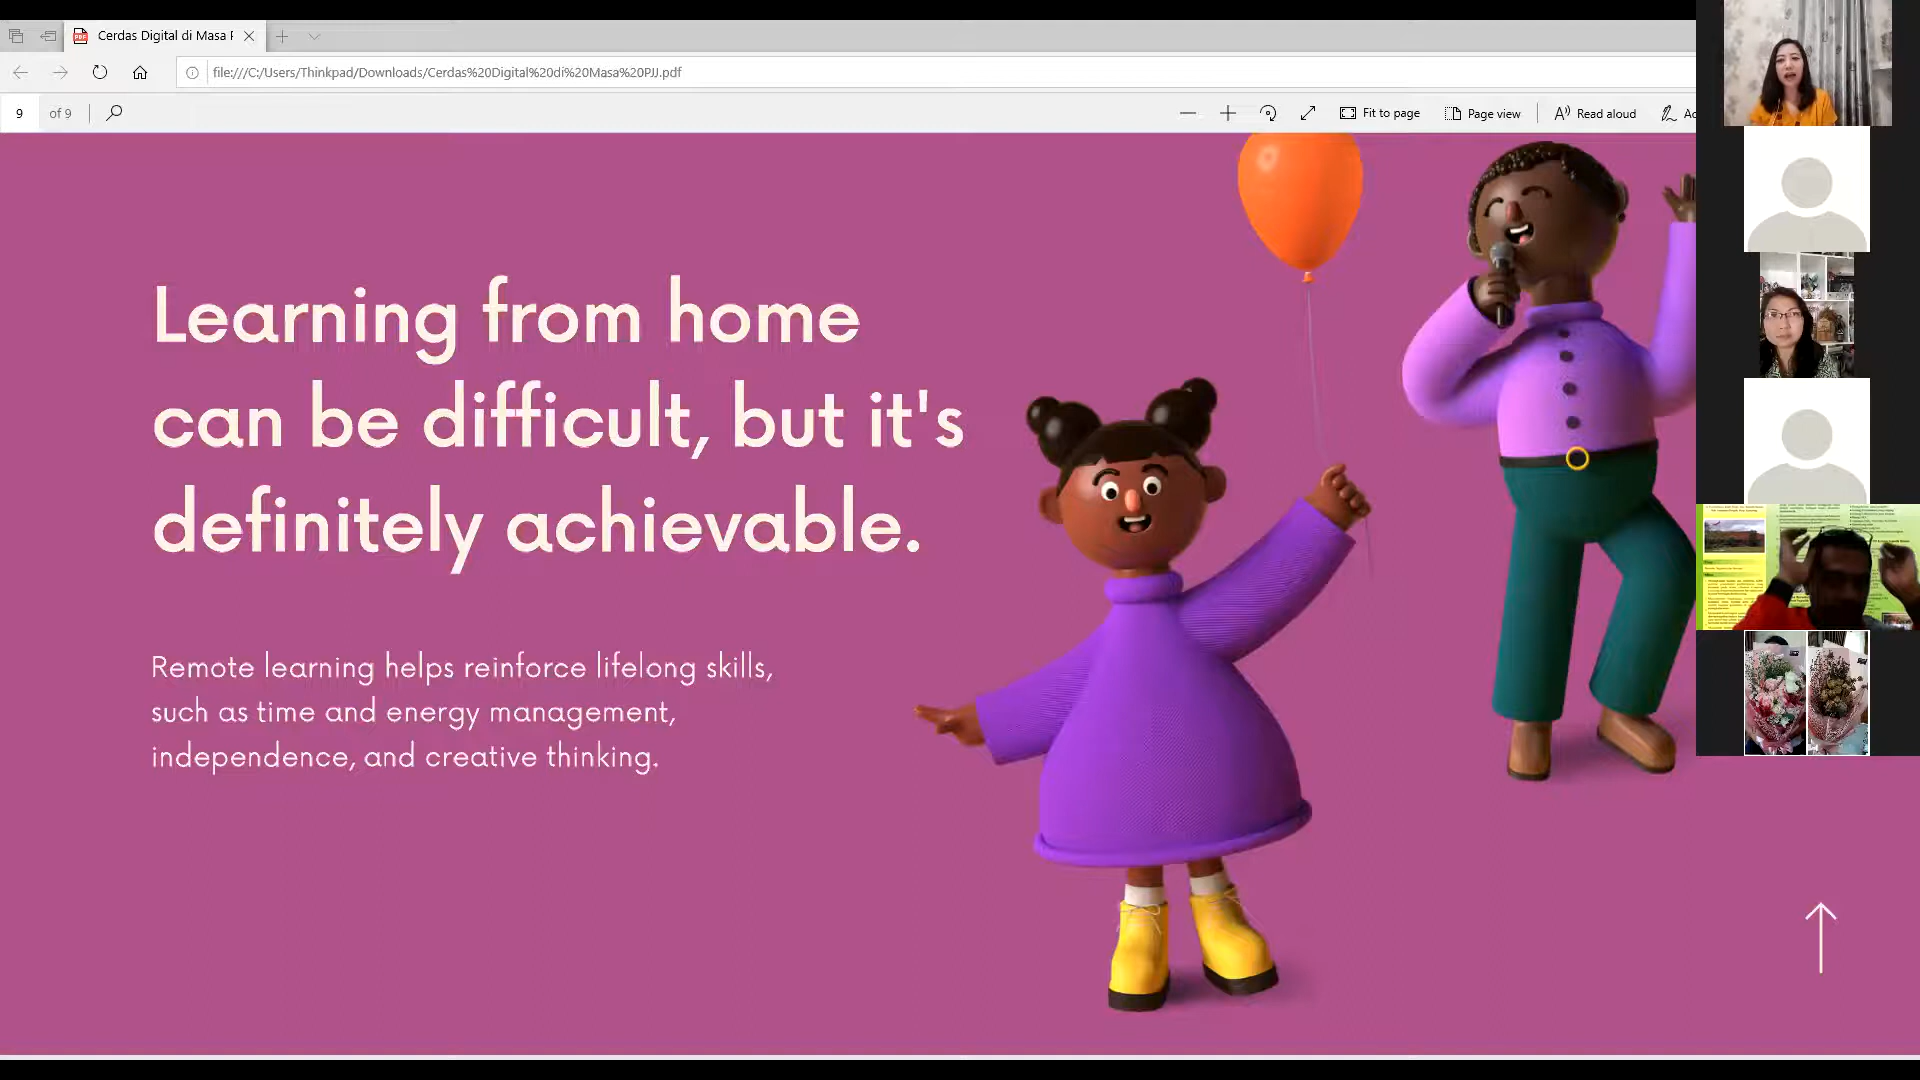 Cerdas Digital di Masa P
file:///C:/Users/Thinkpad/Downloads/Cerdas%20Digital%20di%20Masa%20PJJ.pdf
9 of 9
Fit to page
Page view
Read aloud
Learning from home
can be difficult, but it's
definitely achievable.
Remote learning helps reinforce lifelong skills,
such as time and energy management,
independence, and creative thinking.